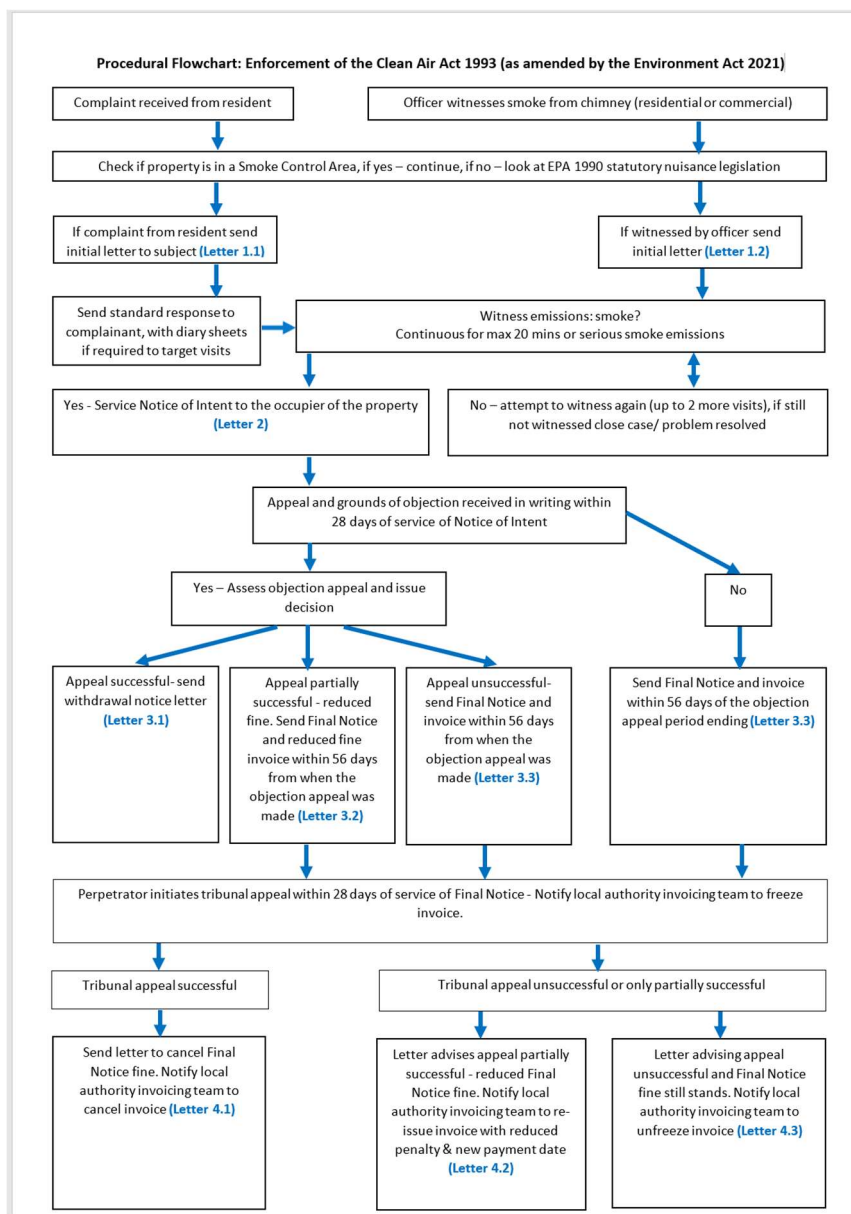 Procedural Flowchart: Enforcement of the Clean Air Act 1993 (as amended by the Environment Act 2021)
Complaint received from resident
Officer witnesses smoke from chimney (residential or commercial)
Check if property is in a Smoke Control Area, if yes – continue, if no – look at EPA 1990 statutory nuisance legislation
If complaint from resident send
initial letter to subject (Letter 1.1)
If witnessed by officer send
initial letter (Letter 1.2)
Send standard response to
complainant, with diary sheets
if required to target visits
Witness emissions: smoke?
Continuous for max 20 mins or serious smoke emissions
Yes - Service Notice of Intent to the occupier of the property
(Letter 2)
No – attempt to witness again (up to 2 more visits), if still
not witnessed close case/ problem resolved
Appeal and grounds of objection received in writing within
28 days of service of Notice of Intent
Yes – Assess objection appeal and issue
decision
No
Appeal successful- send
withdrawal notice letter
(Letter 3.1)
Appeal partially
successful - reduced
fine. Send Final Notice
and reduced fine
invoice within 56 days
from when the
objection appeal was
made (Letter 3.2)
Appeal unsuccessful-
send Final Notice and
invoice within 56 days
from when the
objection appeal was
made (Letter 3.3)
Send Final Notice and invoice
within 56 days of the objection
appeal period ending (Letter 3.3)
Perpetrator initiates tribunal appeal within 28 days of service of Final Notice - Notify local authority invoicing team to freeze
invoice.
Tribunal appeal successful
Tribunal appeal unsuccessful or only partially successful
Send letter to cancel Final
Notice fine. Notify local
authority invoicing team to
cancel invoice (Letter 4.1)
Letter advises appeal partially
successful - reduced Final
Notice fine. Notify local
authority invoicing team to re-
issue invoice with reduced
penalty & new payment date
(Letter 4.2)
Letter advising appeal
unsuccessful and Final Notice
fine still stands. Notify local
authority invoicing team to
unfreeze invoice (Letter 4.3)